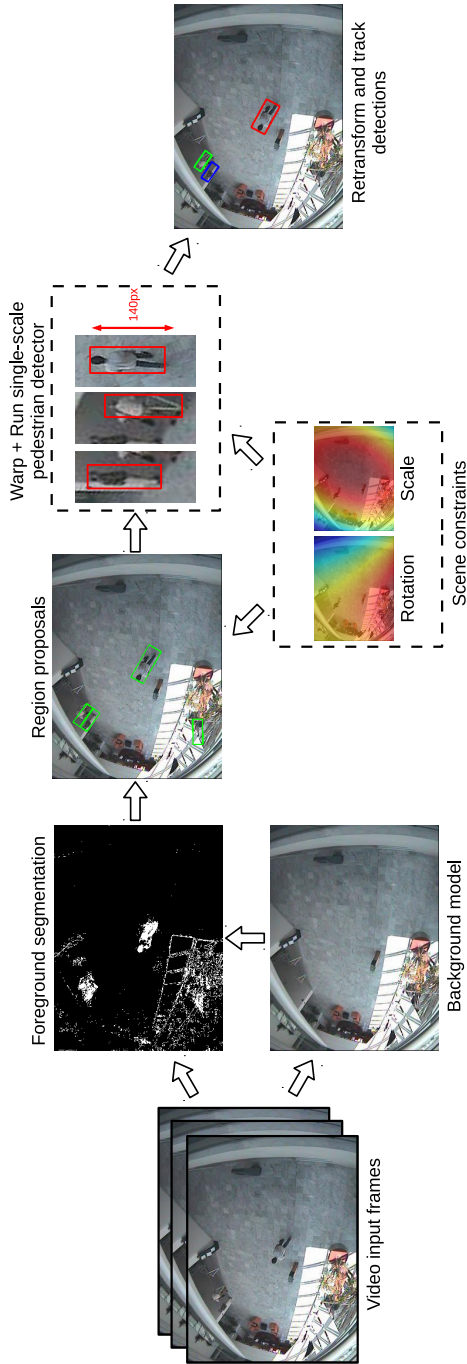 Video input frames
Foreground segmentation
Background model
Region proposals
Rotation
Scale
Scene constraints
Warp + Run single-scale
pedestrian detector
140px
Retransform and track
detections